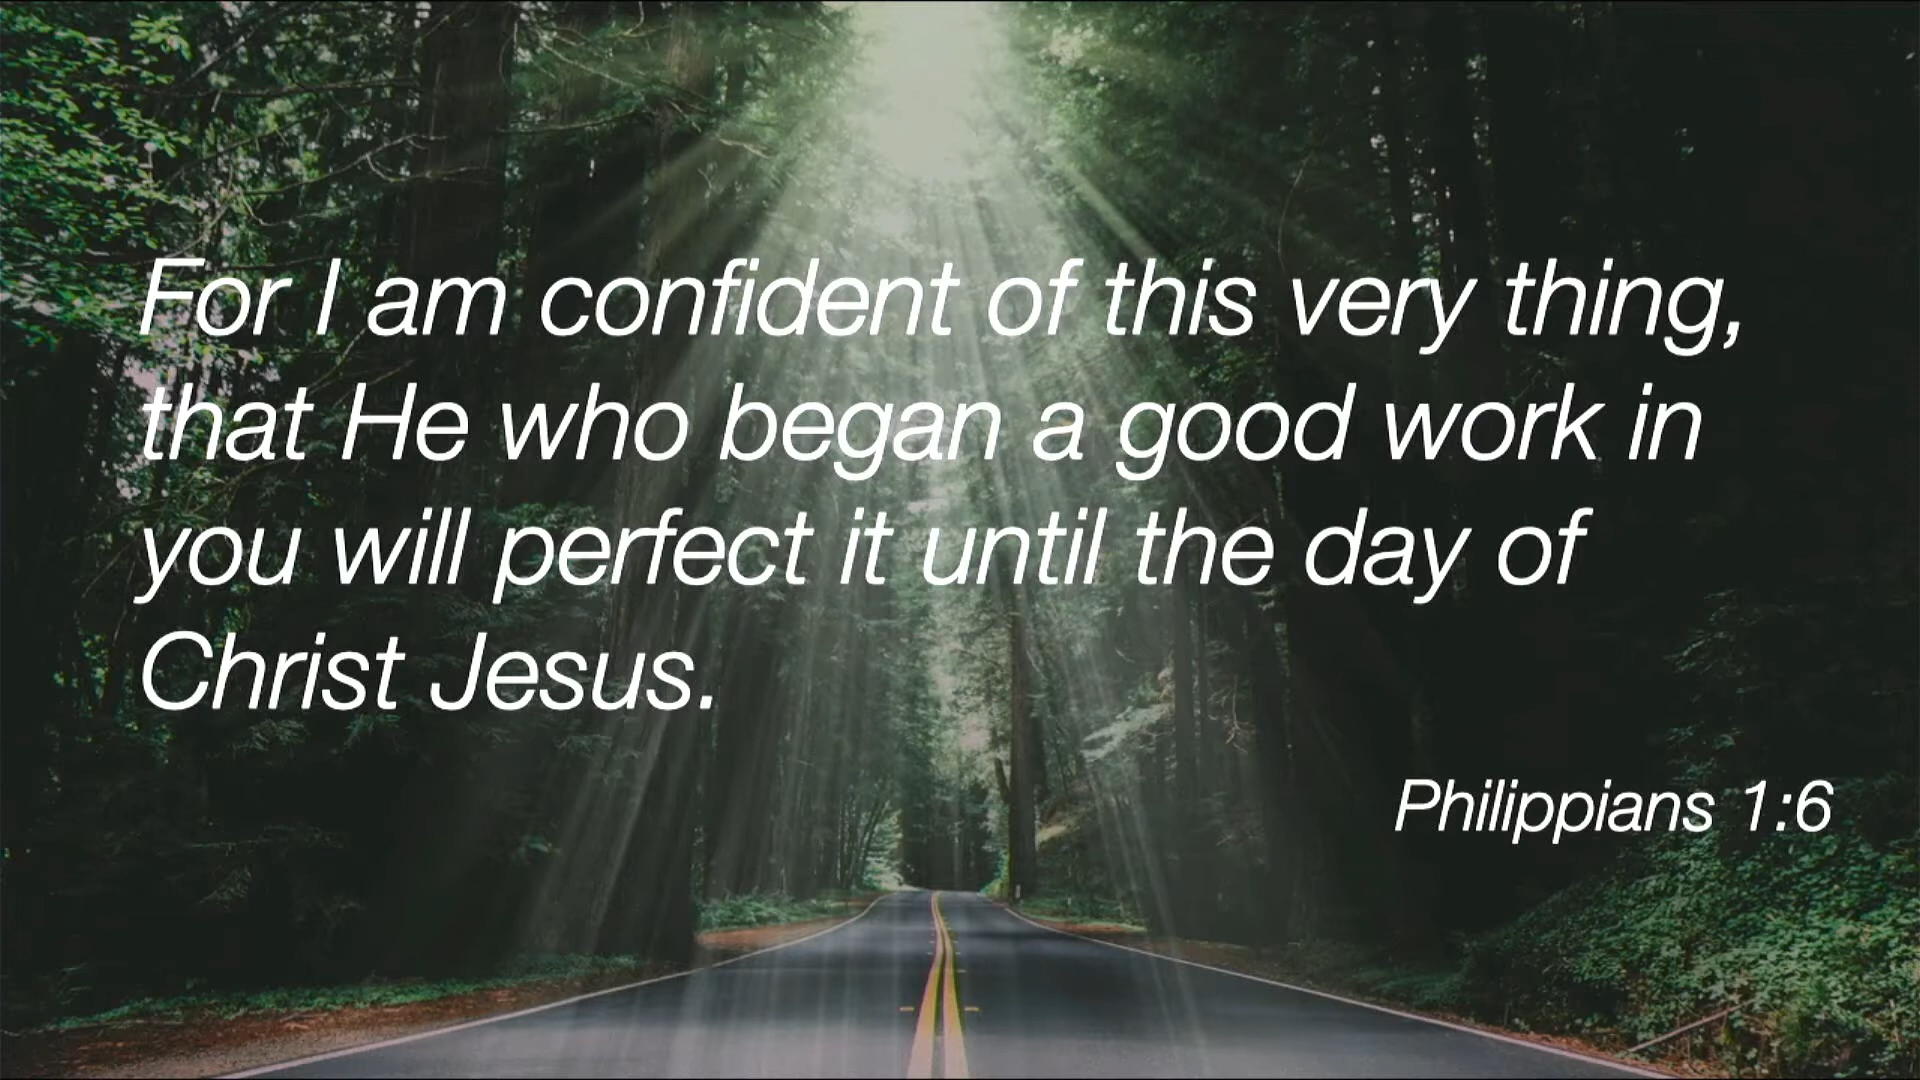 For I am confident of this very thing,
that He who began a good work in
you will perfect it until the day of
Christ Jesus.
Philippians 1:6